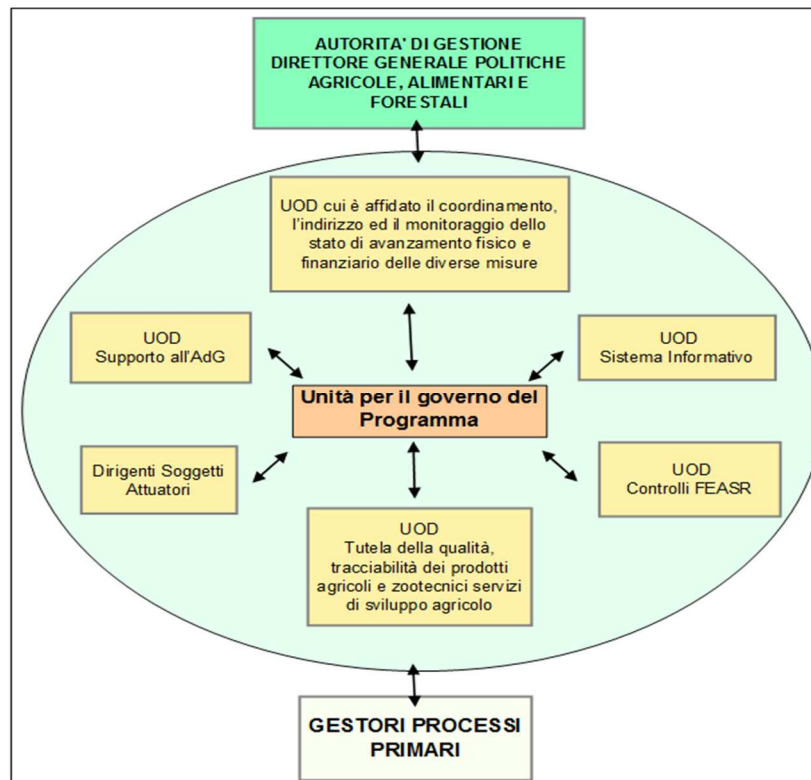 AUTORITA' DI GESTIONE
DIRETTORE GENERALE POLITICHE
AGRICOLE, ALIMENTARI E
FORESTALI
UOD cui è affidato il coordinamento,
l'indirizzo ed il monitoraggio dello
stato di avanzamento fisico e
finanziario delle diverse misure
UOD
Supporto all'AdG
UOD
Sistema Informativo
Unità per il governo del
Programma
Dirigenti Soggetti
Attuatori
UOD
Controlli FEASR
UOD
Tutela della qualità,
tracciabilità dei prodotti
agricoli e zootecnici servizi
di sviluppo agricolo
GESTORI PROCESSI
PRIMARI